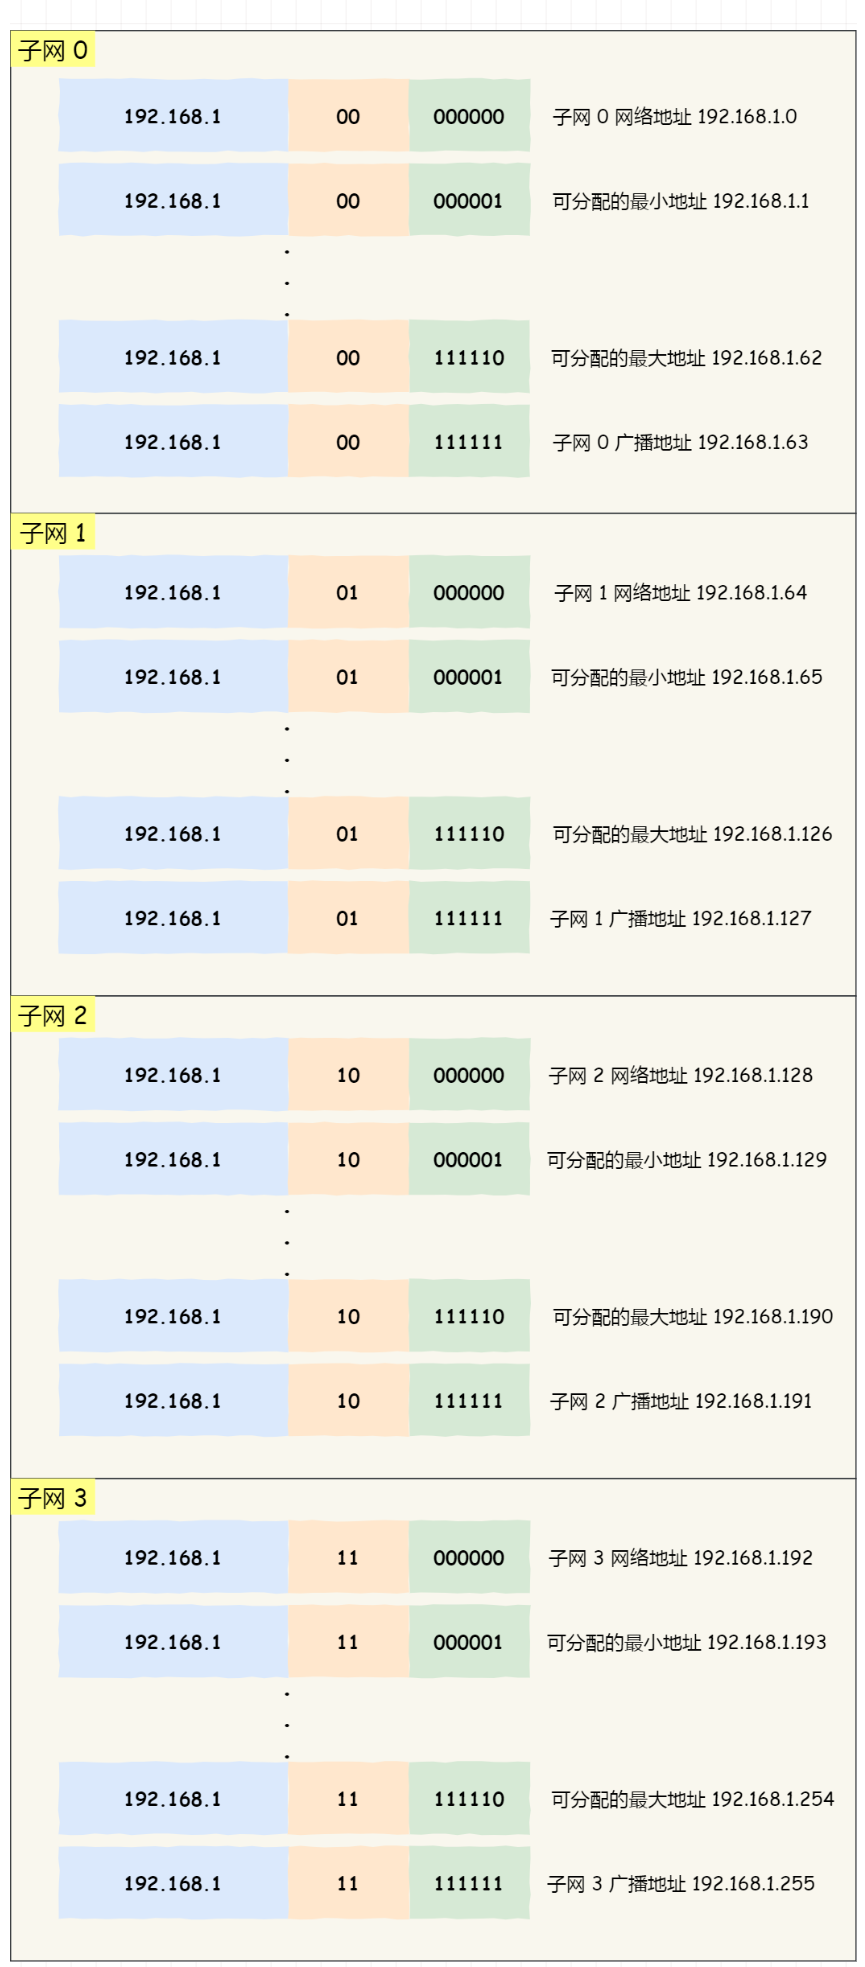 子网 0
192.168.1 00 000000 子网 0 网络地址 192.168.1.0
192.168.1 00 000001 可分配的最小地址 192.168.1.1
192.168.1 00 111110 可分配的最大地址 192.168.1.62
192.168.1 00 111111 子网 0 广播地址 192.168.1.63
子网 1
192.168.1 01 000000 子网 1 网络地址 192.168.1.64
192.168.1 01 000001 可分配的最小地址 192.168.1.65
192.168.1 01 111110 可分配的最大地址 192.168.1.126
192.168.1 01 111111 子网 1 广播地址 192.168.1.127
子网 2
192.168.1 10 000000 子网 2 网络地址 192.168.1.128
192.168.1 10 000001 可分配的最小地址 192.168.1.129
192.168.1 10 111110 可分配的最大地址 192.168.1.190
192.168.1 10 111111 子网 2 广播地址 192.168.1.191
子网 3
192.168.1 11 000000 子网 3 网络地址 192.168.1.192
192.168.1 11 000001 可分配的最小地址 192.168.1.193
192.168.1 11 111110 可分配的最大地址 192.168.1.254
192.168.1 11 111111 子网 3 广播地址 192.168.1.255